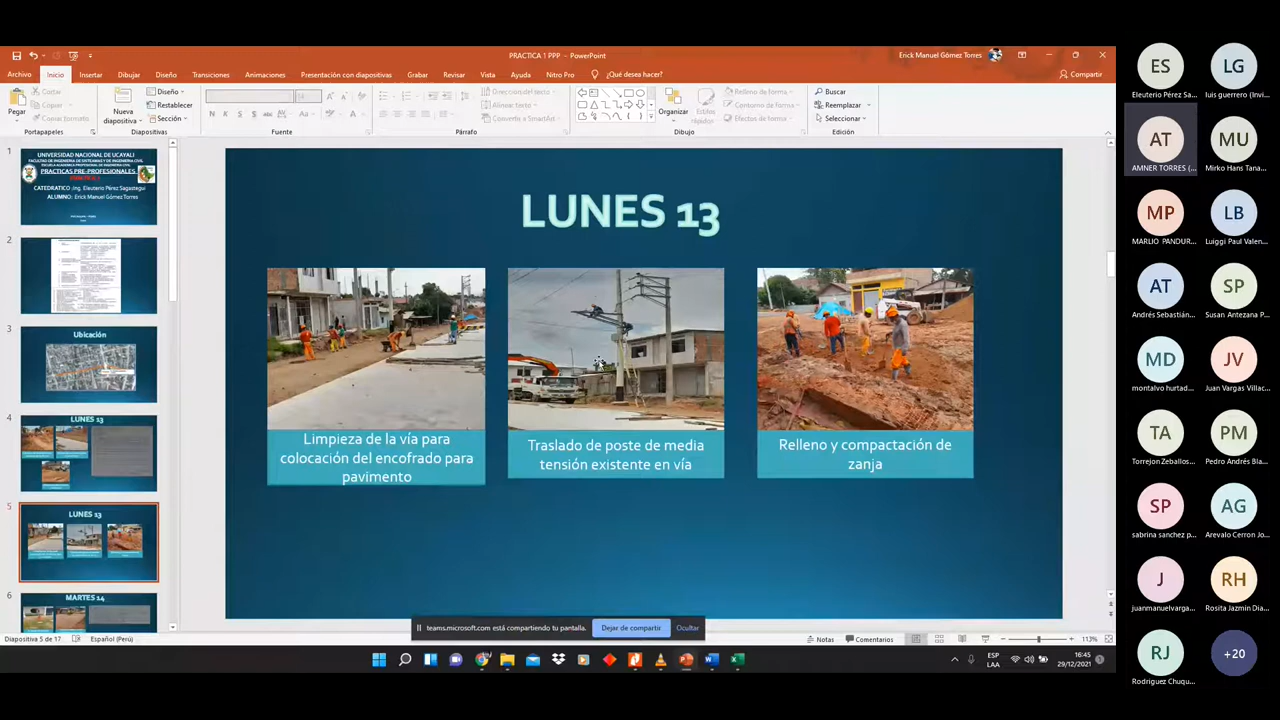 PRACTICA 1 PPP - PowerPoint
Erick Manuel Gómez Torres
Archivo Inicio Insertar Dibujar Diseño Transiciones Animaciones Presentación con diapositivas Grabar Revisar Vista Ayuda Nitro Pro ¿Qué desea hacer? Compartir
Pegar
Cortar
Copiar
Copiar formato
Portapapeles
Nueva
diapositiva
Diseño
Restablecer
Sección
Diapositivas
Fuente
Dirección del texto
Alinear texto
Convertir a SmartArt
Párrafo
Organizar
Estilos
rápidos
Relleno de forma
Contorno de forma
Efectos de forma
Dibujo
Buscar
Reemplazar
Seleccionar
Edición
1
UNIVERSIDAD NACIONAL DE UCAYALI
FACULTAD DE INGENIERIA DE SISTEMAS Y DE INGENIERIA CIVIL
ESCUELA ACADEMICA PROFESIONAL DE INGENIERIA CIVIL
PRACTICAS PRE-PROFESIONALES
CATEDRATICO :Ing. Eleuterio Pérez Sagastegui
ALUMNO: Erick Manuel Gómez Torres
2
3
Ubicación
4
LUNES 13
5
LUNES 13
6
MARTES 14
LUNES 13
Limpieza de la vía para
colocación del encofrado para
pavimento
Traslado de poste de media
tensión existente en vía
Relleno y compactación de
zanja
teams.microsoft.com está compartiendo tu pantalla.
Dejar de compartir
Ocultar
Diapositiva 5 de 17
Español (Perú)
Notas
Comentarios
113%
ESP
LAA
16:45
29/12/2021
ES
Eleuterio Pérez Sa...
LG
luis guerrero (Invi...
AT
AMNER TORRES (...
MU
Mirko Hans Tana...
MP
MARLIO PANDUR...
LB
Luiggi Paul Valen...
AT
Andrés Sebastián...
SP
Susan Antezana P...
MD
montalvo hurtad...
JV
Juan Vargas Villac...
TA
Torrejon Zeballos...
PM
Pedro Andrés Bla...
SP
sabrina sanchez p...
AG
Arevalo Cerron Jo...
J
juanmanuelvarga...
RH
Rosita Jazmin Dia...
RJ
Rodriguez Chuqu...
+20